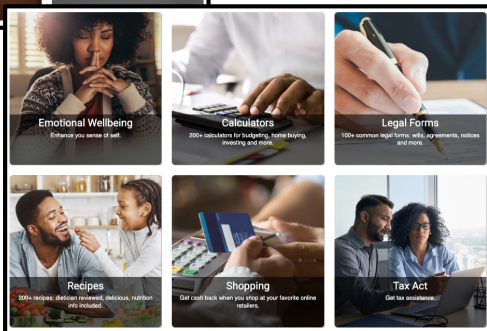 Emotional Wellbeing
Enhance you sense of self.
Calculators
200+ calculators for budgeting, home buying,
investing and more.
Legal Forms
100+ common legal forms: wills, agreements, notices
and more.
Recipes
200+ recipes: dietician reviewed, delicious, nutrition
info included.
Shopping
Get cash back when you shop at your favorite online
retailers.
Tax Act
Get tax assistance.